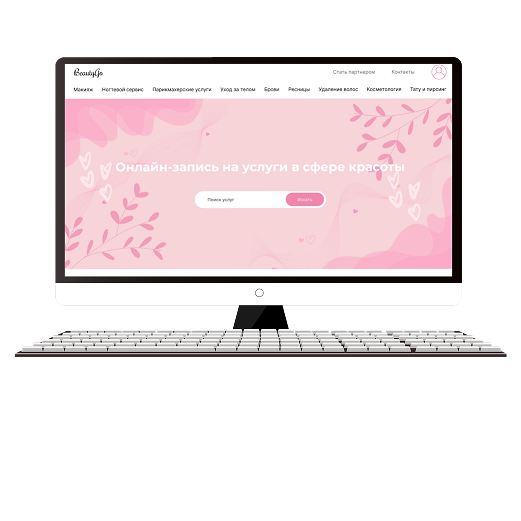 BeautyGo
Стать партнером Контакты
Макияж Ногтевой сервис Парикмахерские услуги Уход за телом Брови Ресницы Удаление волос Косметология Тату и пирсинг
Онлайн-запись на услуги в сфере красоты
Поиск услуг Искать